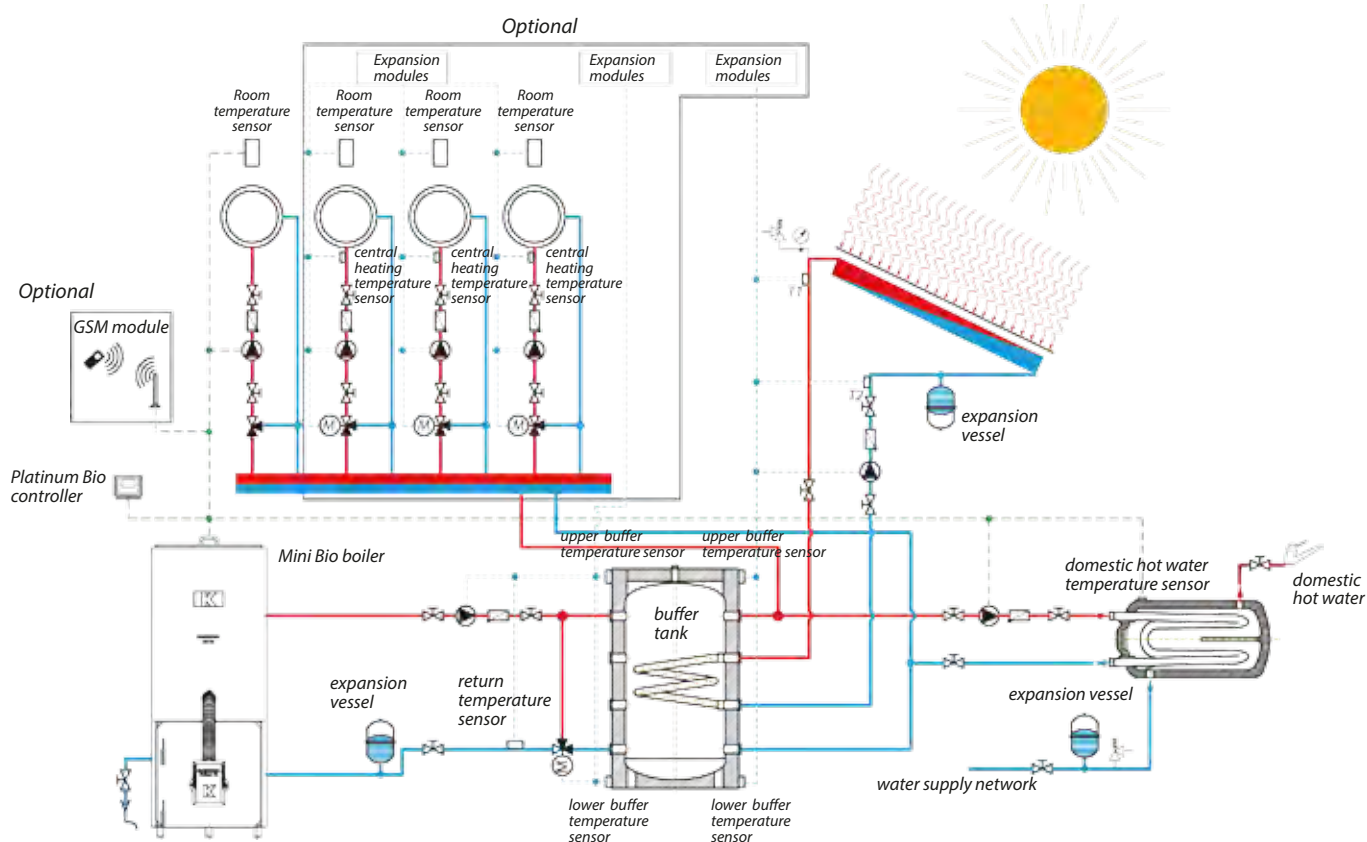 Optional
Expansion
modules
Expansion
modules
Expansion
modules
Room
temperature
sensor
Room
temperature
sensor
Room
temperature
sensor
Room
temperature
sensor
central
heating
temperature
sensor
central
heating
temperature
sensor
central
heating
temperature
sensor
Optional
GSM module
T1
T2
expansion
vessel
M
M
M
Platinum Bio
controller
Mini Bio boiler
K
upper buffer
temperature sensor
upper buffer
temperature sensor
domestic hot water
temperature sensor
domestic
hot water
buffer
tank
expansion
vessel
return
temperature
sensor
expansion vessel
M
K
water supply network
lower buffer
temperature
sensor
lower buffer
temperature
sensor